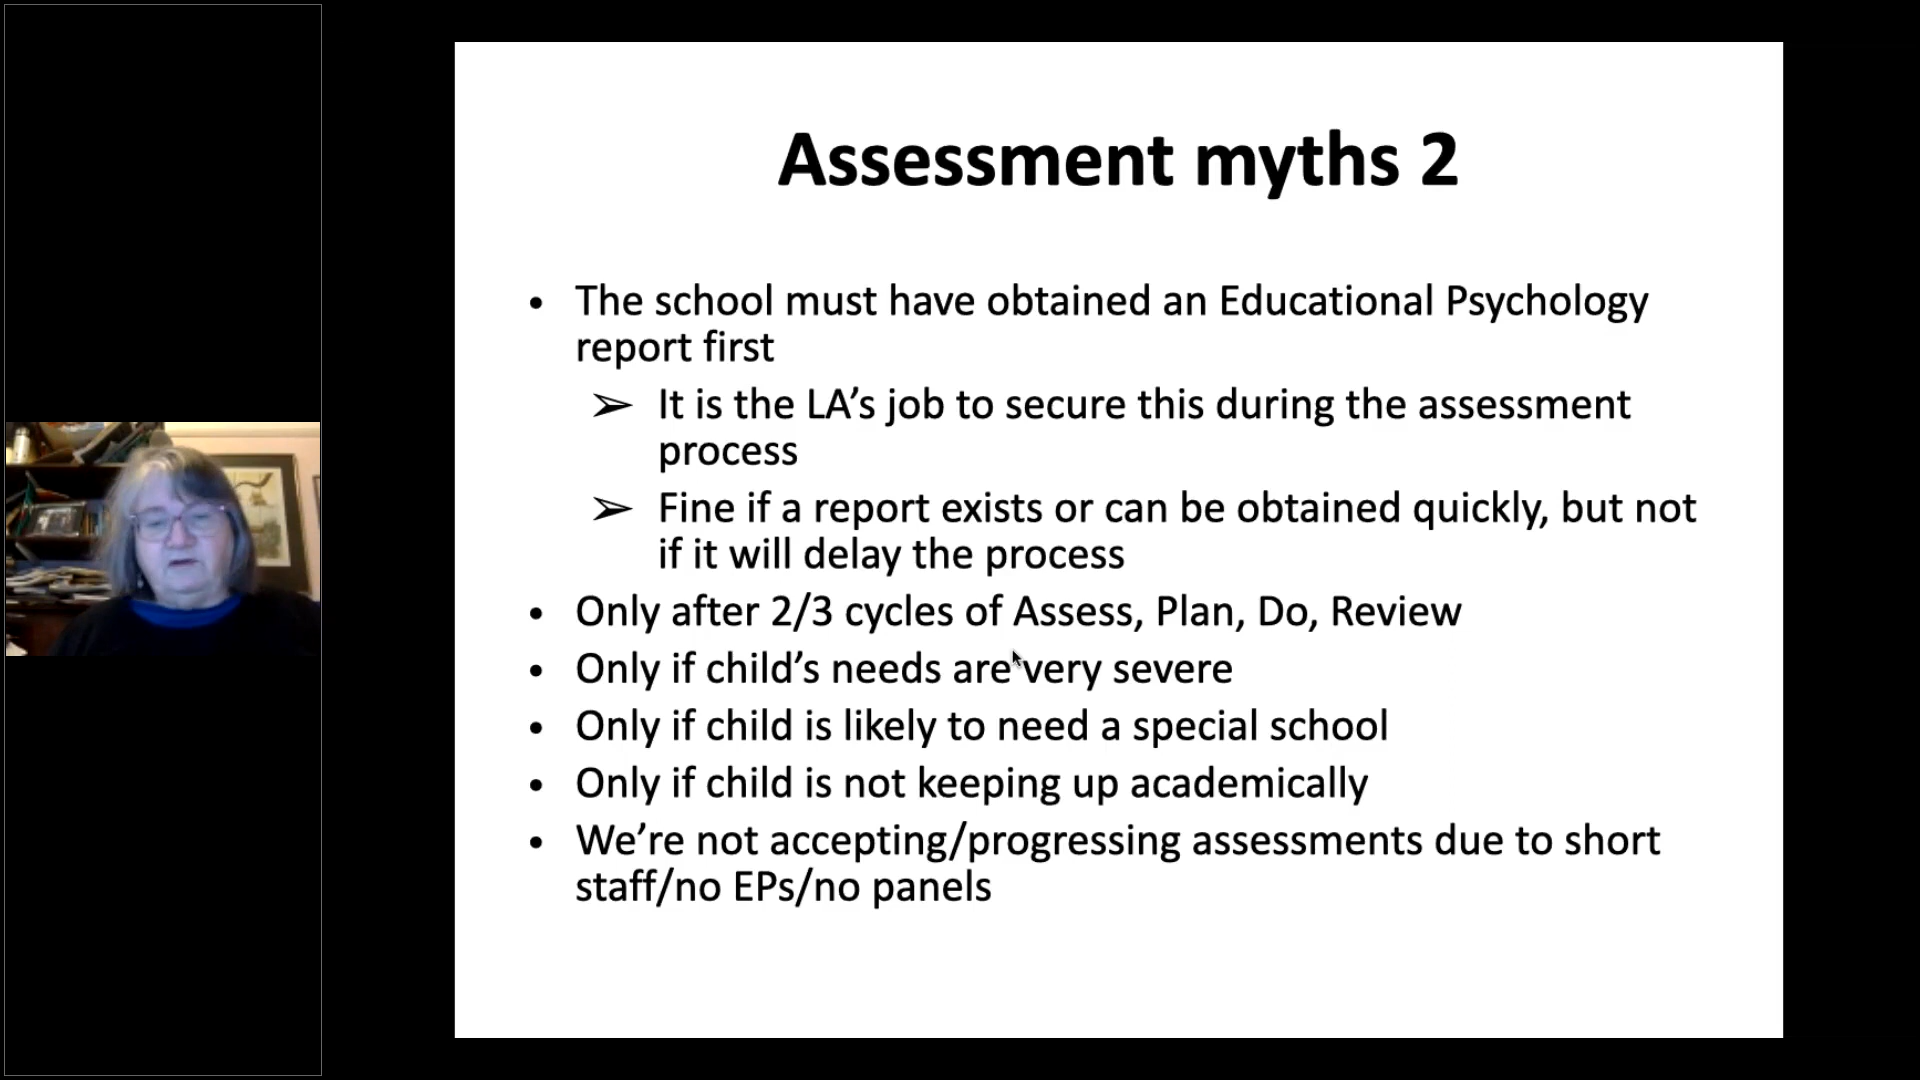 Assessment myths 2
• The school must have obtained an Educational Psychology
report first
➢ It is the LA’s job to secure this during the assessment
process
➢ Fine if a report exists or can be obtained quickly, but not
if it will delay the process
• Only after 2/3 cycles of Assess, Plan, Do, Review
• Only if child’s needs are very severe
• Only if child is likely to need a special school
• Only if child is not keeping up academically
• We’re not accepting/progressing assessments due to short
staff/no EPs/no panels